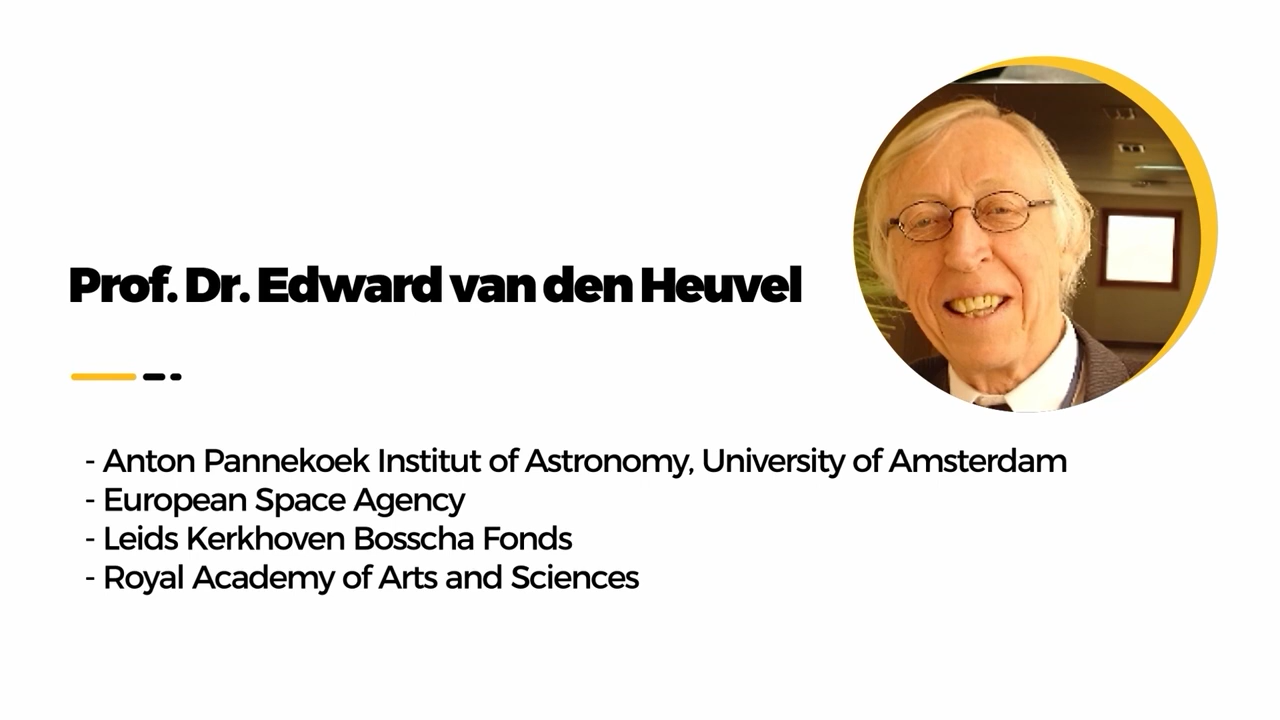 Prof. Dr. Edward van den Heuvel
- Anton Pannekoek Institut of Astronomy, University of Amsterdam
- European Space Agency
- Leids Kerkhoven Bosscha Fonds
- Royal Academy of Arts and Sciences